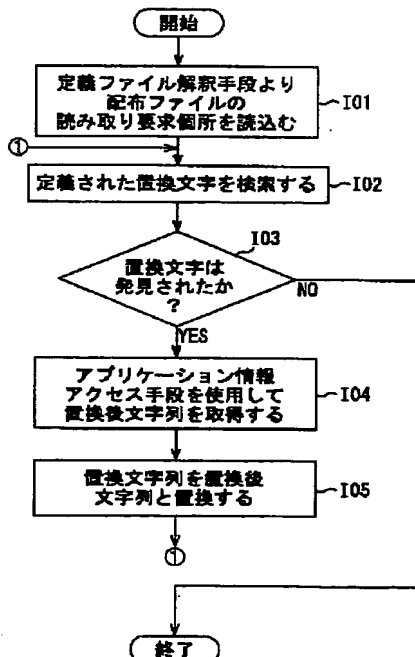 開始
定義ファイル解釈手段より
配布ファイルの
読み取り要求個所を読込む
I01
①
定義された置換文字を検索する
I02
I03
置換文字は
発見されたか
?
NO
YES
アプリケーション情報
アクセス手段を使用して
置換後文字列を取得する
I04
置換文字列を置換後
文字列と置換する
I05
①
終了